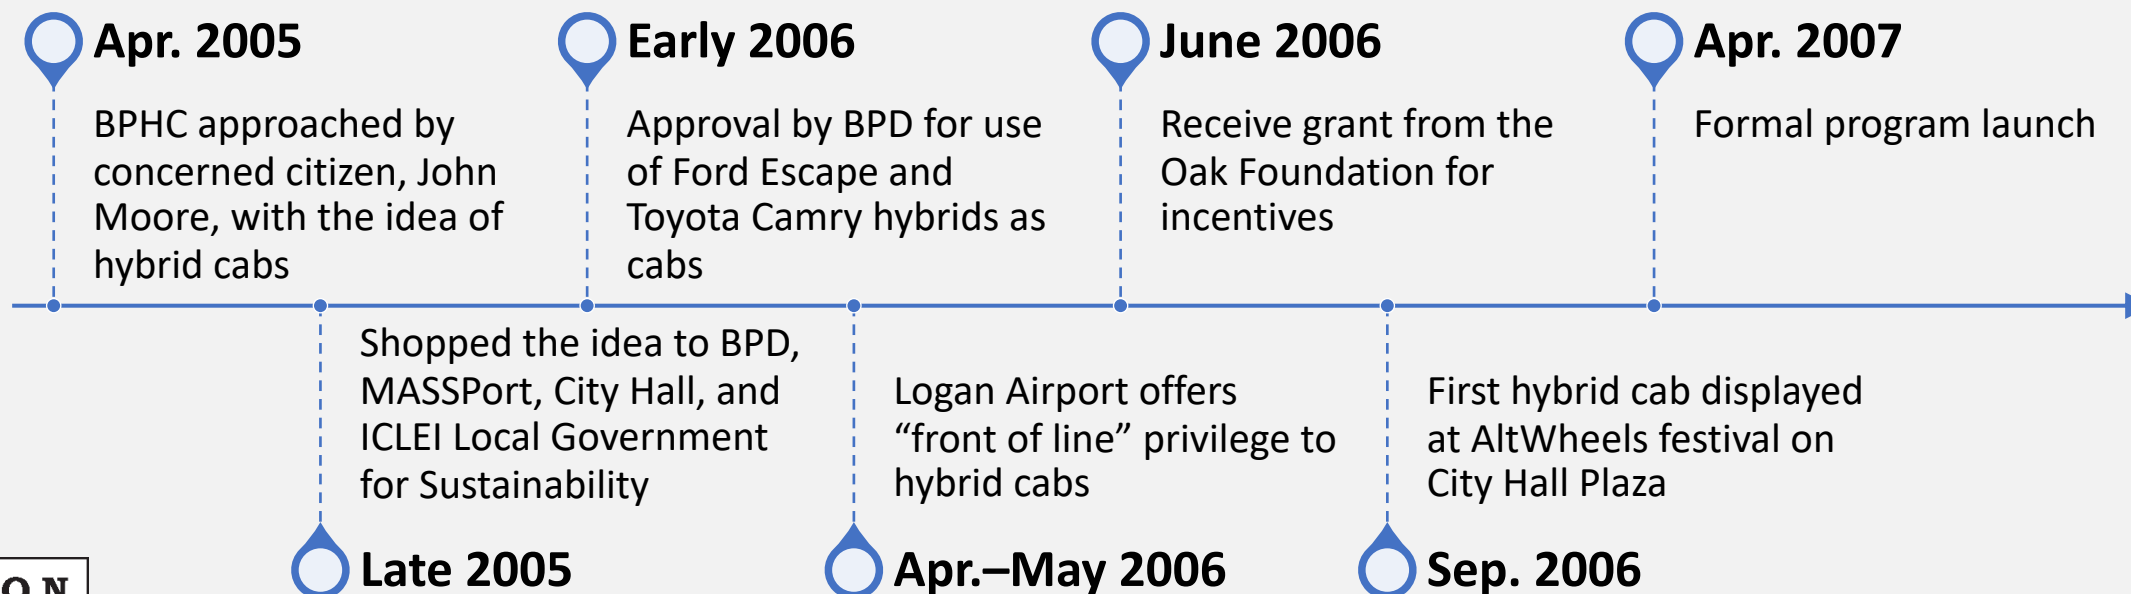 Apr. 2005
BPHC approached by
concerned citizen, John
Moore, with the idea of
hybrid cabs
Shopped the idea to BPD,
MASSPort, City Hall, and
ICLEI Local Government
for Sustainability
Late 2005
Early 2006
Approval by BPD for use
of Ford Escape and
Toyota Camry hybrids as
cabs
Logan Airport offers
“front of line” privilege to
hybrid cabs
Apr.–May 2006
June 2006
Receive grant from the
Oak Foundation for
incentives
First hybrid cab displayed
at AltWheels festival on
City Hall Plaza
Sep. 2006
Apr. 2007
Formal program launch
ON